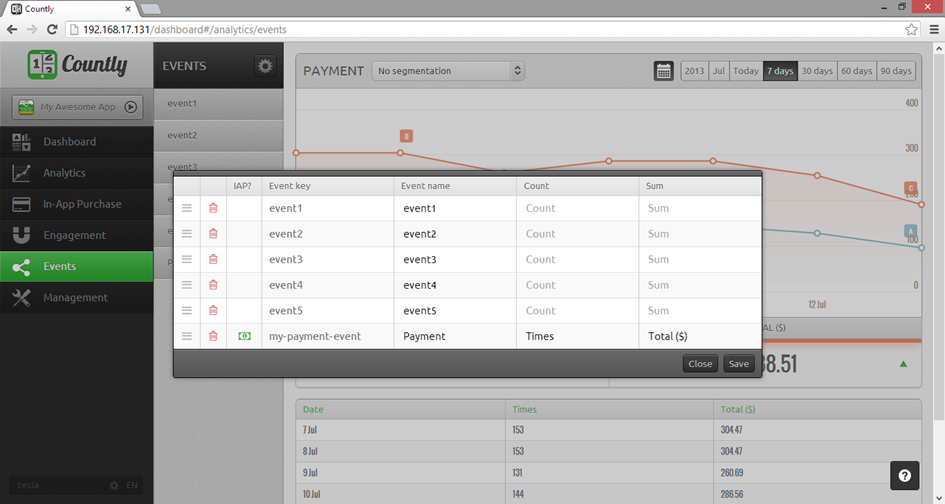 Countly
192.168.17.131/dashboard#/analytics/events
Countly
EVENTS
PAYMENT
No segmentation
2013 Jul Today 7 days 30 days 60 days 90 days
My Awesome App
event1
event2
event3
Dashboard
Analytics
In-App Purchase
Engagement
Events
Management
400
D
300
C
200
A
100
0
12 Jul
IAP? Event key Event name Count Sum
event1 event1 Count Sum
event2 event2 Count Sum
event3 event3 Count Sum
event4 event4 Count Sum
event5 event5 Count Sum
my-payment-event Payment Times Total ($)
Close Save
AL ($)
8.51
Date Times Total ($)
7 Jul 153 304.47
8 Jul 153 304.47
9 Jul 131 260.69
10 Jul 144 286.56
tesla EN
?